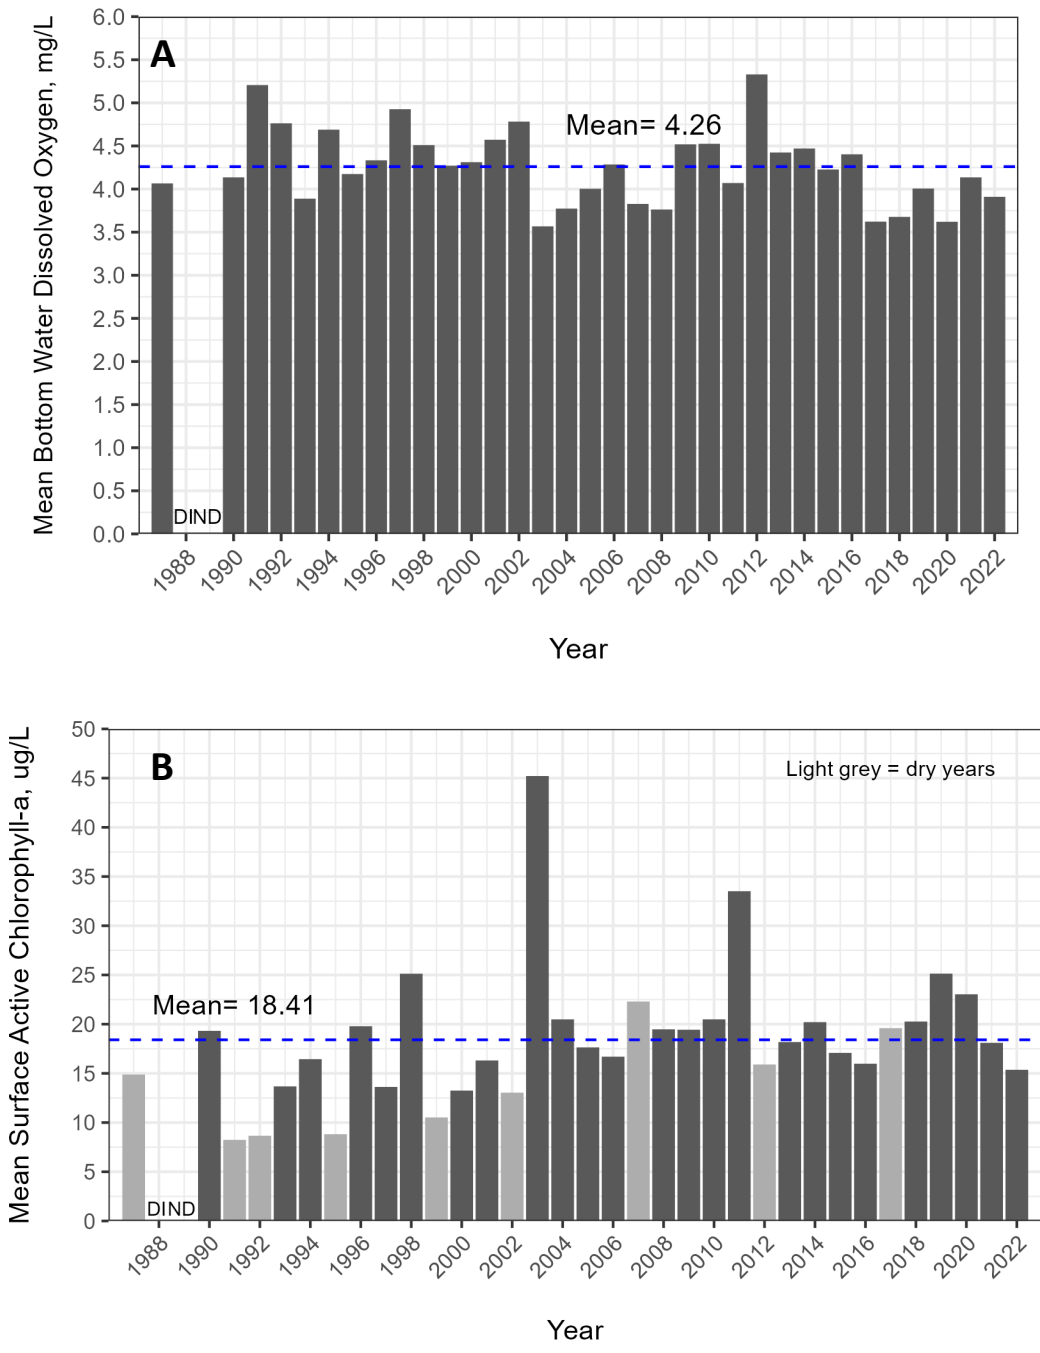 A
Mean Bottom Water Dissolved Oxygen, mg/L
6.0
5.5
5.0
4.5
4.0
3.5
3.0
2.5
2.0
1.5
1.0
0.5
0.0
Mean= 4.26
DIND
1988 1990 1992 1994 1996 1998 2000 2002 2004 2006 2008 2010 2012 2014 2016 2018 2020 2022
Year
B
Mean Surface Active Chlorophyll-a, ug/L
50
45
40
35
30
25
20
15
10
5
0
Light grey = dry years
Mean= 18.41
DIND
1988 1990 1992 1994 1996 1998 2000 2002 2004 2006 2008 2010 2012 2014 2016 2018 2020 2022
Year